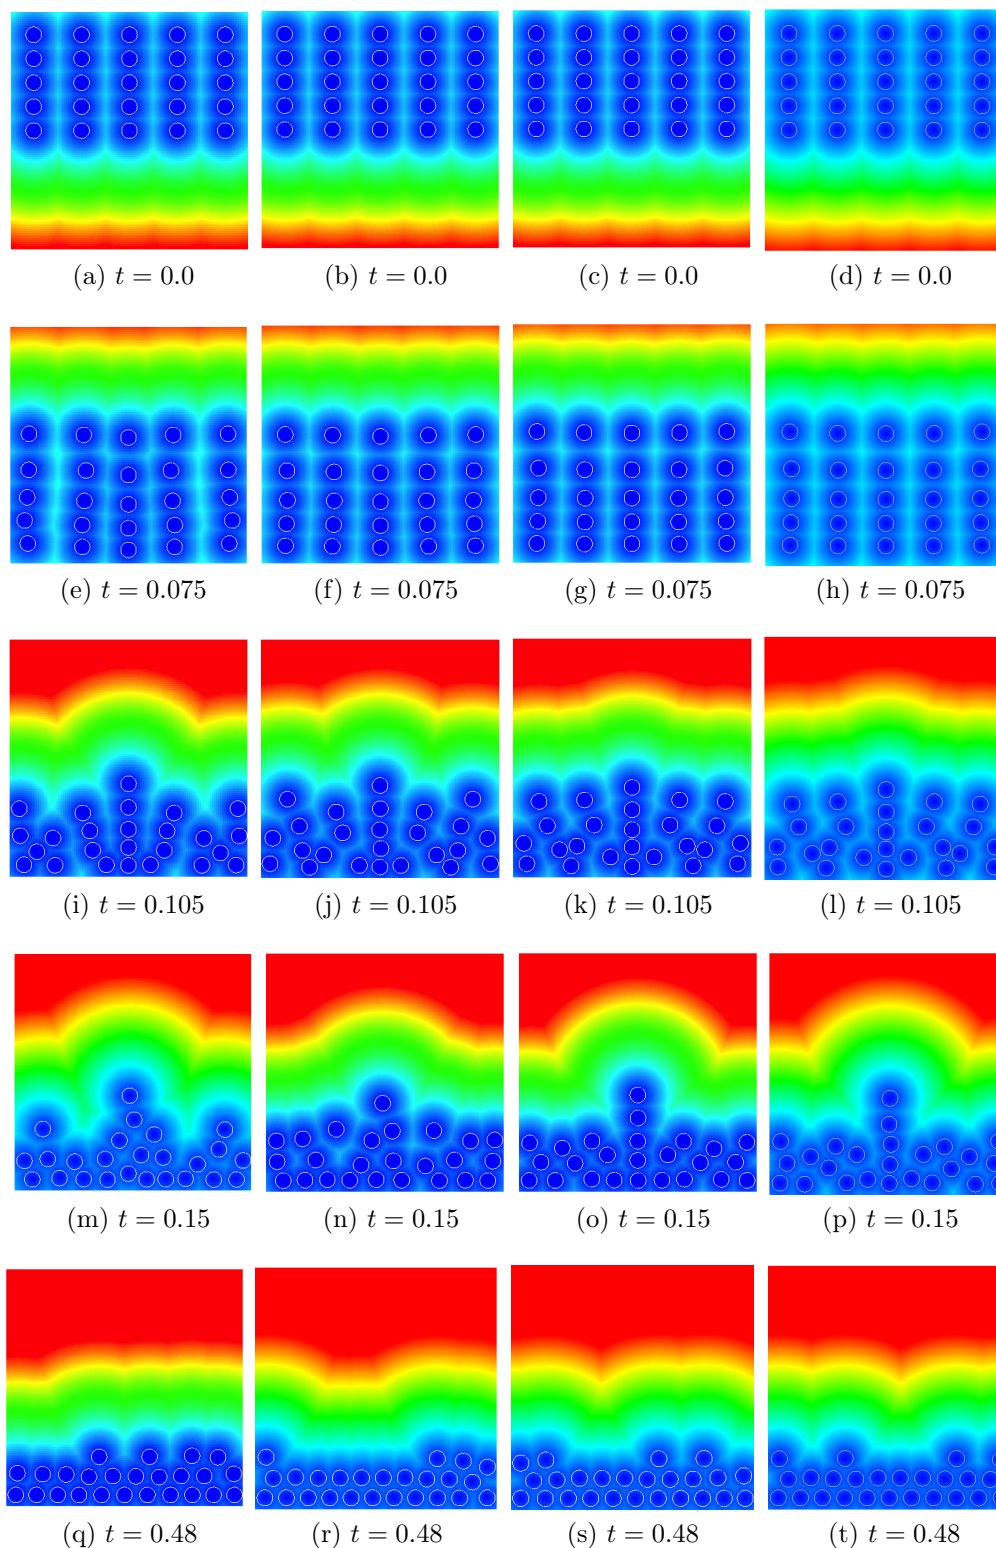 (a) t = 0.0 (b) t = 0.0 (c) t = 0.0 (d) t = 0.0
(e) t = 0.075 (f) t = 0.075 (g) t = 0.075 (h) t = 0.075
(i) t = 0.105 (j) t = 0.105 (k) t = 0.105 (l) t = 0.105
(m) t = 0.15 (n) t = 0.15 (o) t = 0.15 (p) t = 0.15
(q) t = 0.48 (r) t = 0.48 (s) t = 0.48 (t) t = 0.48